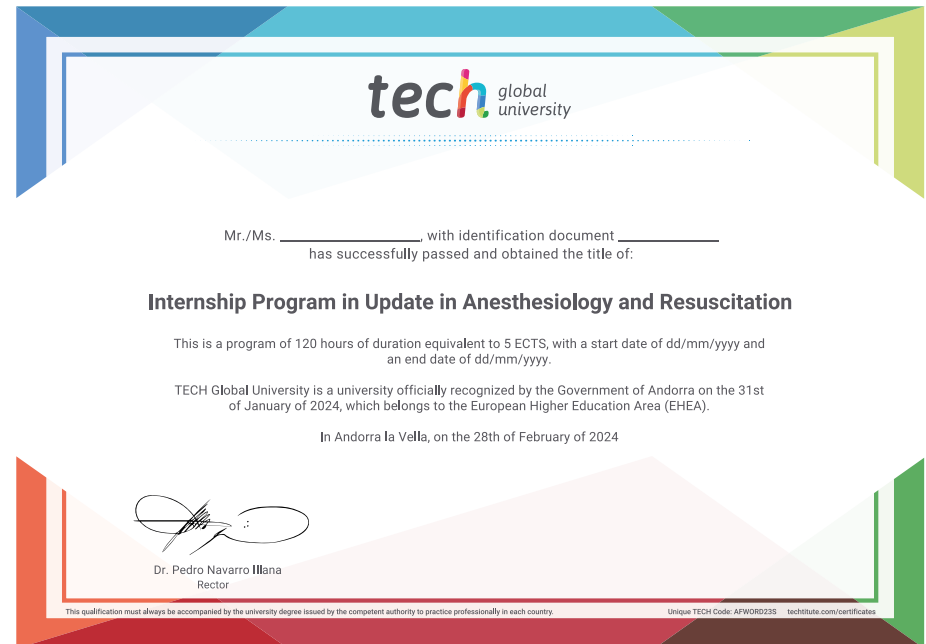 tech global university
Mr./Ms. ____________, with identification document ____________
has successfully passed and obtained the title of:
Internship Program in Update in Anesthesiology and Resuscitation
This is a program of 120 hours of duration equivalent to 5 ECTS, with a start date of dd/mm/yyyy and
an end date of dd/mm/yyyy.
TECH Global University is a university officially recognized by the Government of Andorra on the 31st
of January of 2024, which belongs to the European Higher Education Area (EHEA).
In Andorra la Vella, on the 28th of February of 2024
Dr. Pedro Navarro Illana
Rector
This qualification must always be accompanied by the university degree issued by the competent authority to practice professionally in each country.
Unique TECH Code: AFWORD23S techtitute.com/certificates